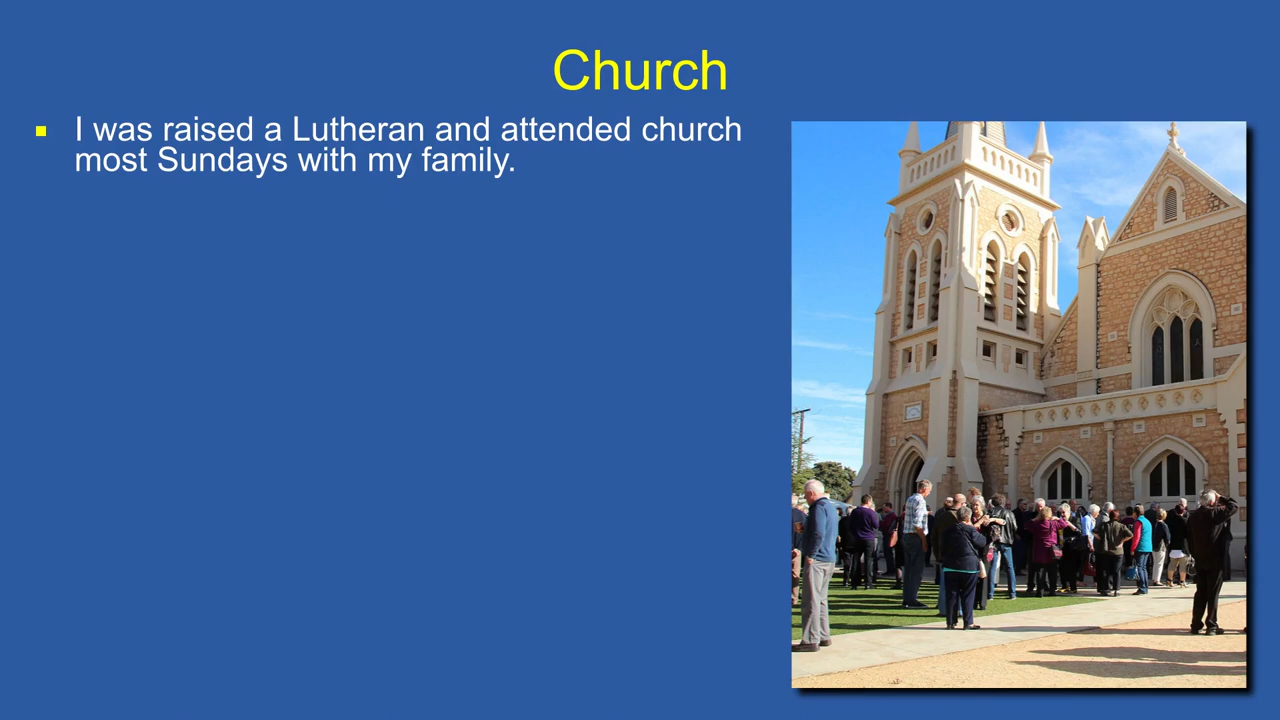 Church
I was raised a Lutheran and attended church
most Sundays with my family.